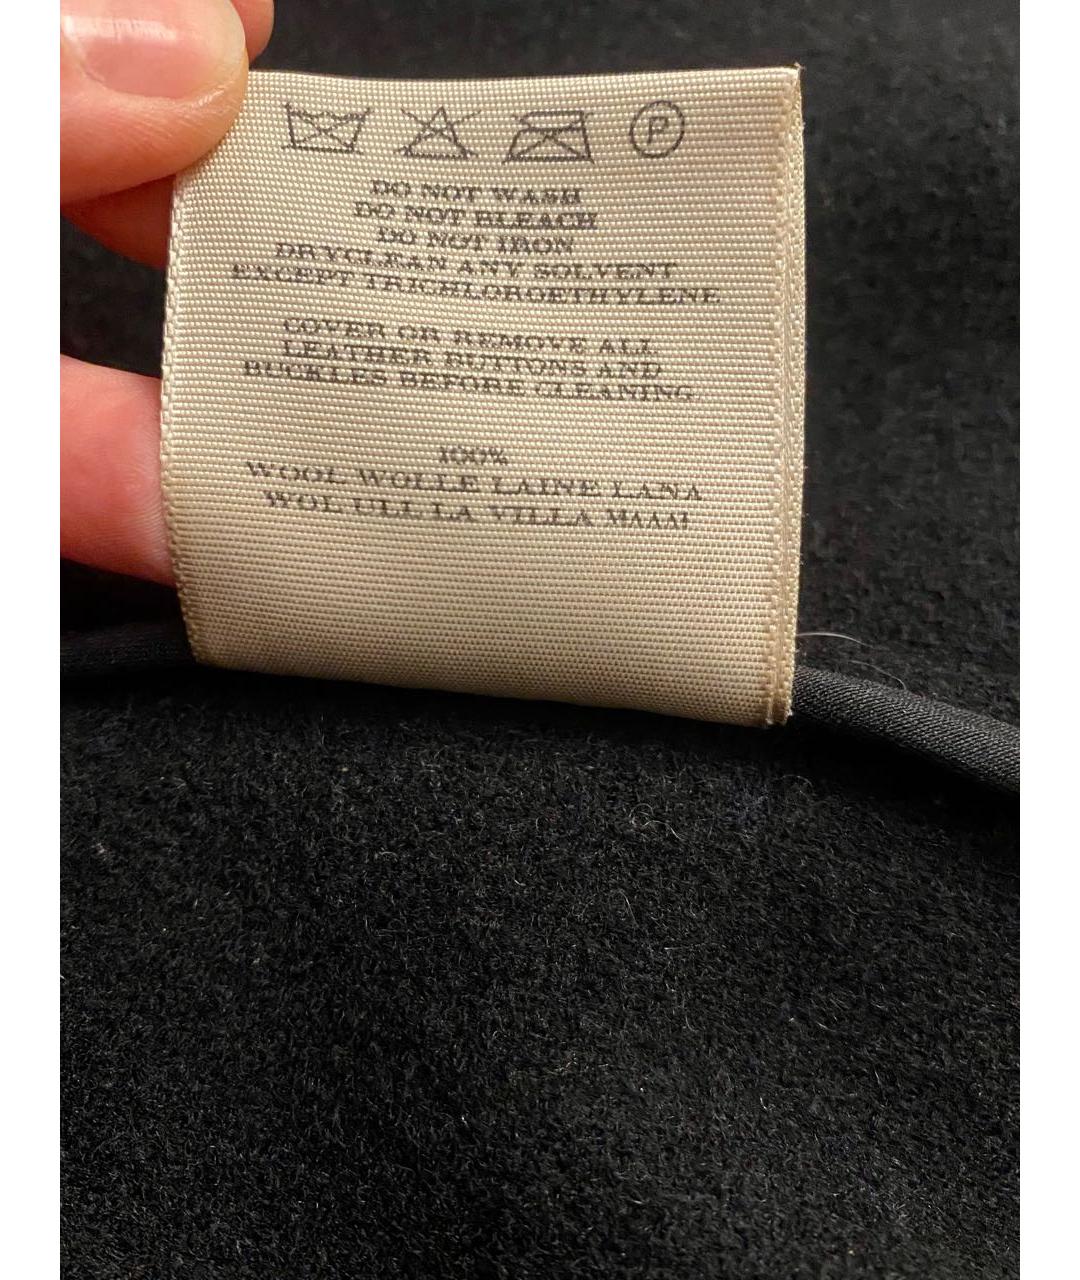 P
DO NOT WASH
DO NOT BLEACH
DO NOT IRON
DRYCLEAN ANY SOLVENT
EXCEPT TRICHLOROETHYLENE
COVER OR REMOVE ALL
LEATHER BUTTONS AND
BUCKLES BEFORE CLEANING
100%
WOOL WOLLE LAINE LANA
WOL ULL LA VILLA